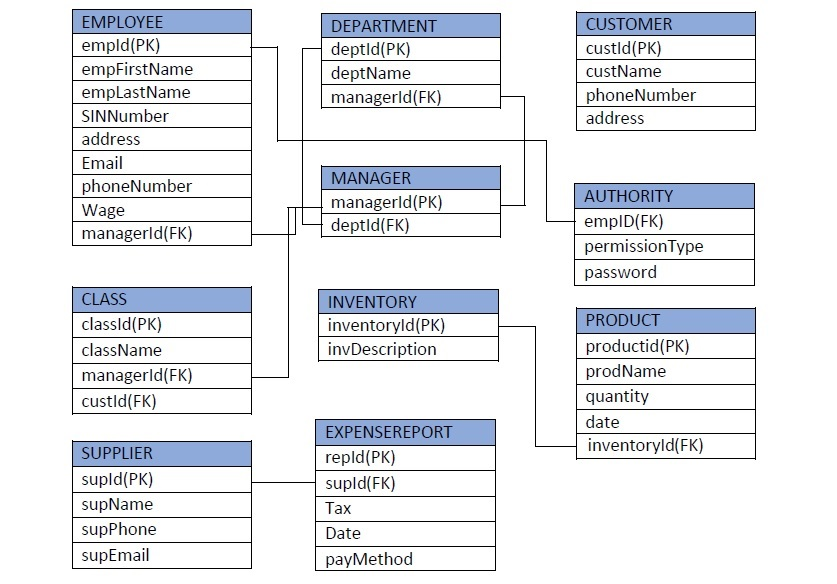 EMPLOYEE
empId(PK)
empFirstName
empLastName
SINNumber
address
Email
phoneNumber
Wage
managerId(FK)
DEPARTMENT
deptId(PK)
deptName
managerId(FK)
CUSTOMER
custId(PK)
custName
phoneNumber
address
MANAGER
managerId(PK)
deptId(FK)
AUTHORITY
empID(FK)
permissionType
password
CLASS
classId(PK)
className
managerId(FK)
custId(FK)
INVENTORY
inventoryId(PK)
invDescription
PRODUCT
productid(PK)
prodName
quantity
date
inventoryId(FK)
SUPPLIER
supId(PK)
supName
supPhone
supEmail
EXPENSEREPORT
repId(PK)
supId(FK)
Tax
Date
payMethod